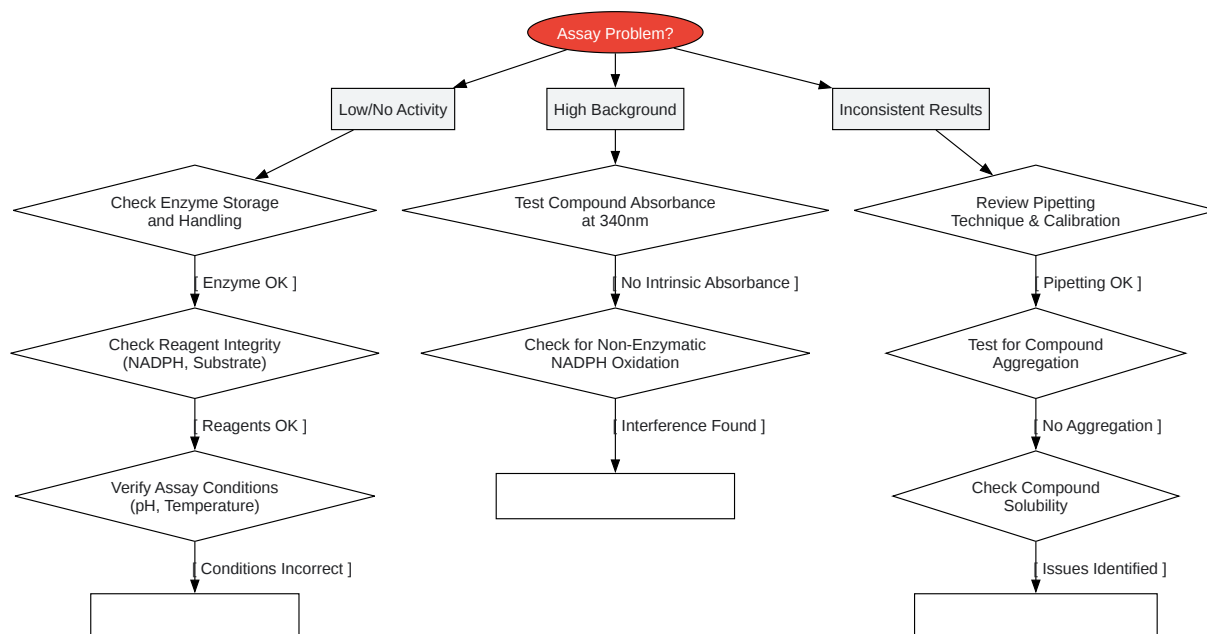 Assay Problem?
Low/No Activity
High Background
Inconsistent Results
Check Enzyme Storage
and Handling
Test Compound Absorbance
at 340nm
Review Pipetting
Technique & Calibration
[ Enzyme OK ]
[ No Intrinsic Absorbance ]
[ Pipetting OK ]
Check Reagent Integrity
(NADPH, Substrate)
Check for Non-Enzymatic
NADPH Oxidation
Test for Compound
Aggregation
[ Reagents OK ]
[ Interference Found ]
[ No Aggregation ]
Verify Assay Conditions
(pH, Temperature)
Check Compound
Solubility
[ Conditions Incorrect ]
[ Issues Identified ]